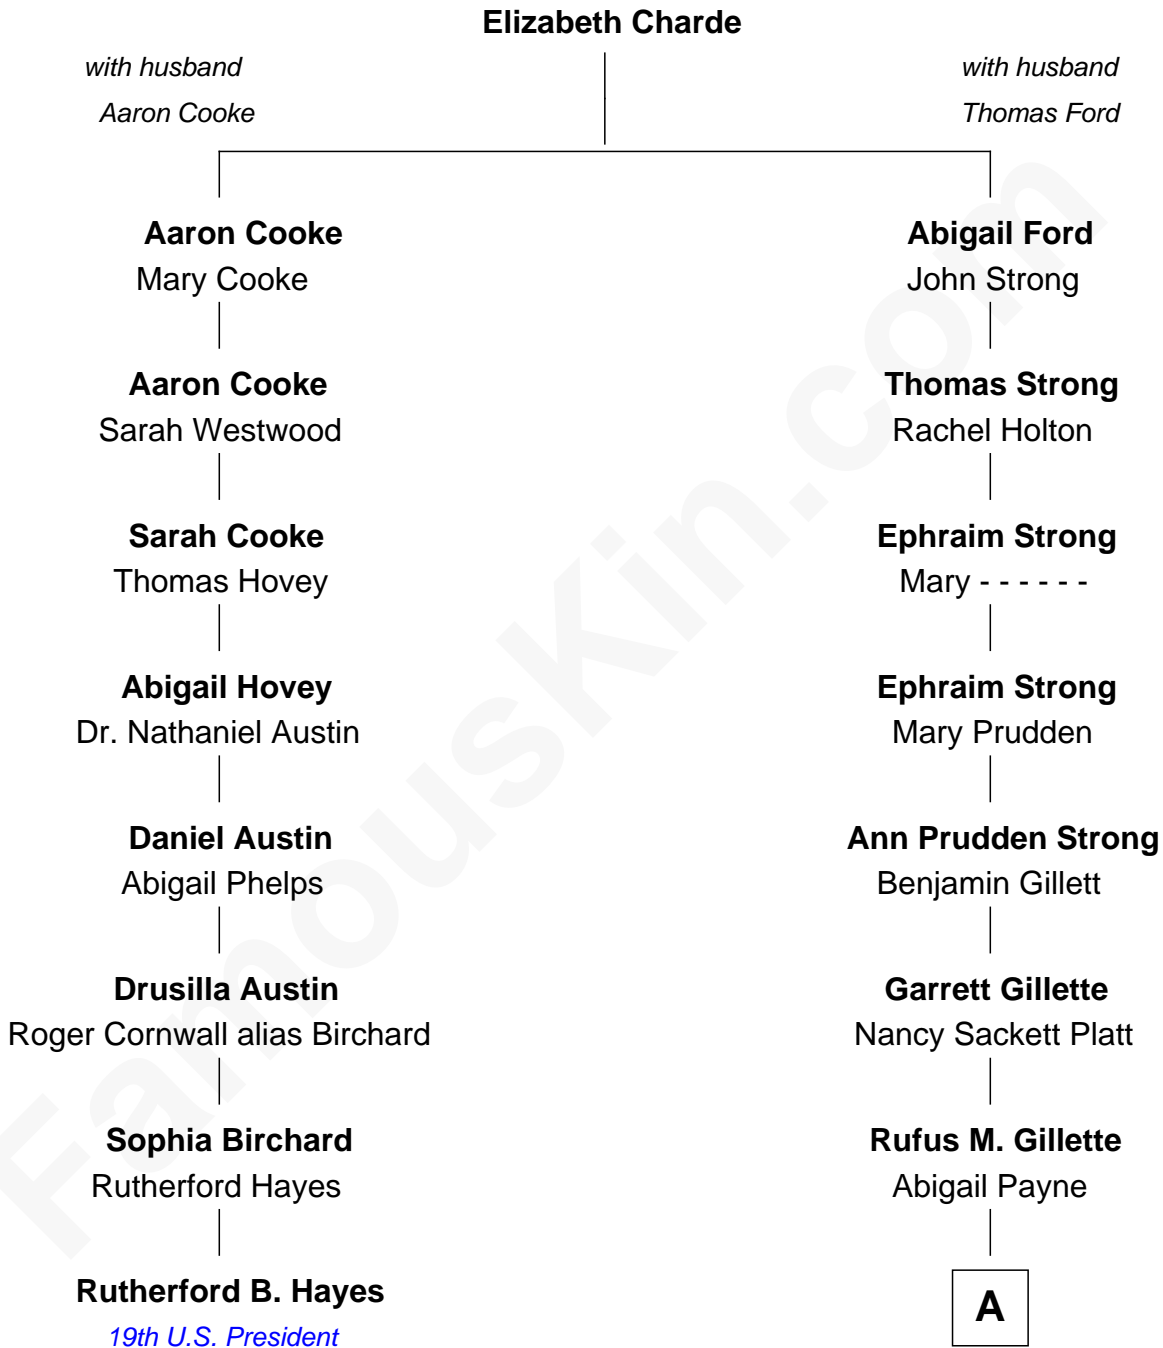 Elizabeth Charde
with husband
Aaron Cooke
with husband
Thomas Ford
Aaron Cooke
Mary Cooke
Abigail Ford
John Strong
Aaron Cooke
Sarah Westwood
Thomas Strong
Rachel Holton
Sarah Cooke
Thomas Hovey
Ephraim Strong
Mary - - - - - -
Abigail Hovey
Dr. Nathaniel Austin
Ephraim Strong
Mary Prudden
Daniel Austin
Abigail Phelps
Ann Prudden Strong
Benjamin Gillett
Drusilla Austin
Roger Cornwall alias Birchard
Garrett Gillette
Nancy Sackett Platt
Sophia Birchard
Rutherford Hayes
Rufus M. Gillette
Abigail Payne
Rutherford B. Hayes
19th U.S. President
A
FamousKin.com